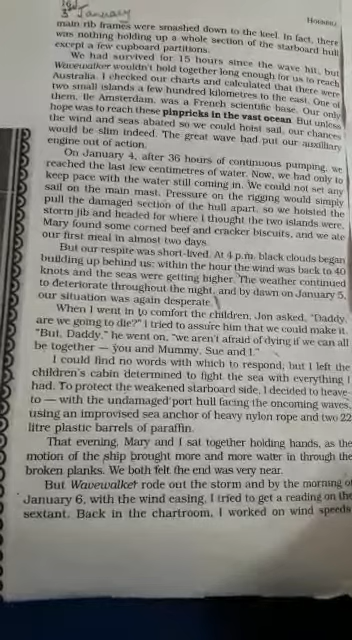 3rd January
HORNBILL
main rib frames were smashed down to the keel. In fact, there
was nothing holding up a whole section of the starboard hull
except a few cupboard partitions.
We had survived for 15 hours since the wave hit, but
Wavewalker wouldn't hold together long enough for us to reach
Australia. I checked our charts and calculated that there were
two small islands a few hundred kilometres to the east. One of
them, Ile Amsterdam, was a French scientific base. Our only
hope was to reach these pinpricks in the vast ocean. But unless
the wind and seas abated so we could hoist sail, our chances
would be slim indeed. The great wave had put our auxilliary
engine out of action.
On January 4, after 36 hours of continuous pumping, we
reached the last few centimetres of water. Now, we had only to
keep pace with the water still coming in. We could not set any
sail on the main mast. Pressure on the rigging would simply
pull the damaged section of the hull apart, so we hoisted the
storm jib and headed for where I thought the two islands were.
Mary found some corned beef and cracker biscuits, and we ate
our first meal in almost two days.
But our respite was short-lived. At 4 p.m. black clouds began
building up behind us; within the hour the wind was back to 40
knots and the seas were getting higher. The weather continued
to deteriorate throughout the night, and by dawn on January 5,
our situation was again desperate.
When I went in to comfort the children, Jon asked, "Daddy,
are we going to die?" I tried to assure him that we could make it.
"But, Daddy," he went on, "we aren't afraid of dying if we can all
be together — you and Mummy, Sue and I."
I could find no words with which to respond, but I left the
children's cabin determined to fight the sea with everything I
had. To protect the weakened starboard side, I decided to heave-
to — with the undamaged port hull facing the oncoming waves,
using an improvised sea anchor of heavy nylon rope and two 22
litre plastic barrels of paraffin.
That evening, Mary and I sat together holding hands, as the
motion of the ship brought more and more water in through the
broken planks. We both felt the end was very near.
But Wavewalker rode out the storm and by the morning of
January 6, with the wind easing, I tried to get a reading on the
sextant. Back in the chartroom, I worked on wind speeds